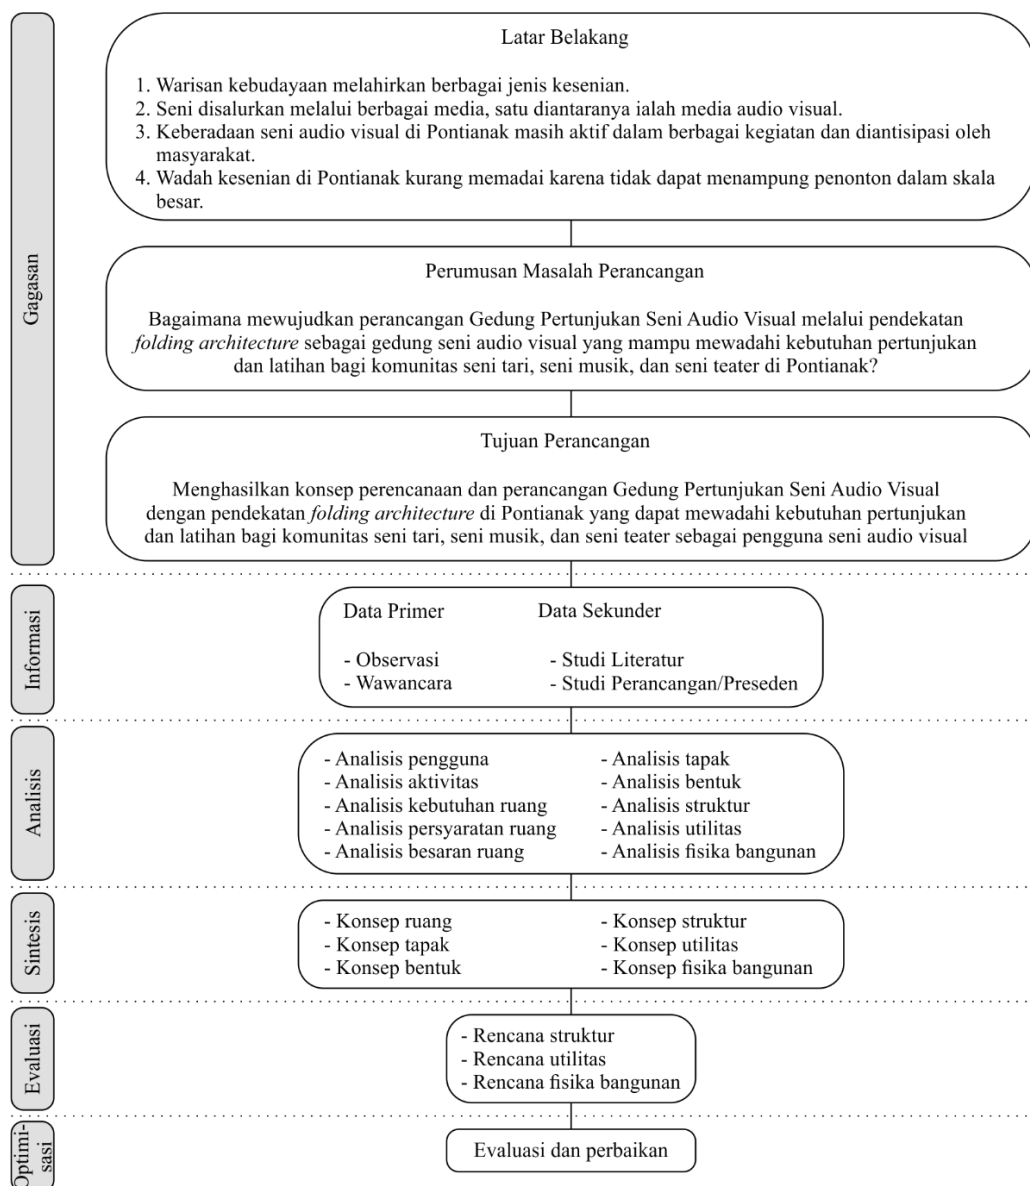 Gagasan
Latar Belakang
1. Warisan kebudayaan melahirkan berbagai jenis kesenian.
2. Seni disalurkan melalui berbagai media, satu diantaranya ialah media audio visual.
3. Keberadaan seni audio visual di Pontianak masih aktif dalam berbagai kegiatan dan diantisipasi oleh
masyarakat.
4. Wadah kesenian di Pontianak kurang memadai karena tidak dapat menampung penonton dalam skala
besar.
Perumusan Masalah Perancangan
Bagaimana mewujudkan perancangan Gedung Pertunjukan Seni Audio Visual melalui pendekatan
folding architecture sebagai gedung seni audio visual yang mampu mewadahi kebutuhan pertunjukan
dan latihan bagi komunitas seni tari, seni musik, dan seni teater di Pontianak?
Tujuan Perancangan
Menghasilkan konsep perencanaan dan perancangan Gedung Pertunjukan Seni Audio Visual
dengan pendekatan folding architecture di Pontianak yang dapat mewadahi kebutuhan pertunjukan
dan latihan bagi komunitas seni tari, seni musik, dan seni teater sebagai pengguna seni audio visual
Informasi
Data Primer
- Observasi
- Wawancara
Data Sekunder
- Studi Literatur
- Studi Perancangan/Preseden
Analisis
- Analisis pengguna
- Analisis aktivitas
- Analisis kebutuhan ruang
- Analisis persyaratan ruang
- Analisis besaran ruang
- Analisis tapak
- Analisis bentuk
- Analisis struktur
- Analisis utilitas
- Analisis fisika bangunan
Sintesis
- Konsep ruang
- Konsep tapak
- Konsep bentuk
- Konsep struktur
- Konsep utilitas
- Konsep fisika bangunan
Evaluasi
- Rencana struktur
- Rencana utilitas
- Rencana fisika bangunan
Optimi-
sasi
Evaluasi dan perbaikan